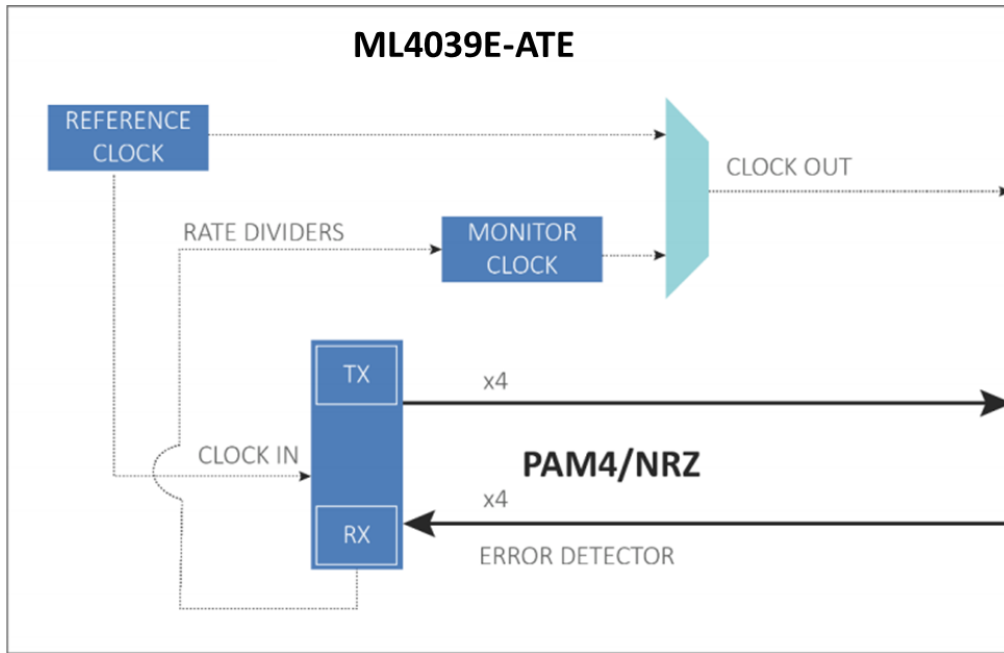 ML4039E-ATE
REFERENCE
CLOCK
CLOCK OUT
RATE DIVIDERS
MONITOR
CLOCK
TX
x4
CLOCK IN
PAM4/NRZ
x4
RX
ERROR DETECTOR